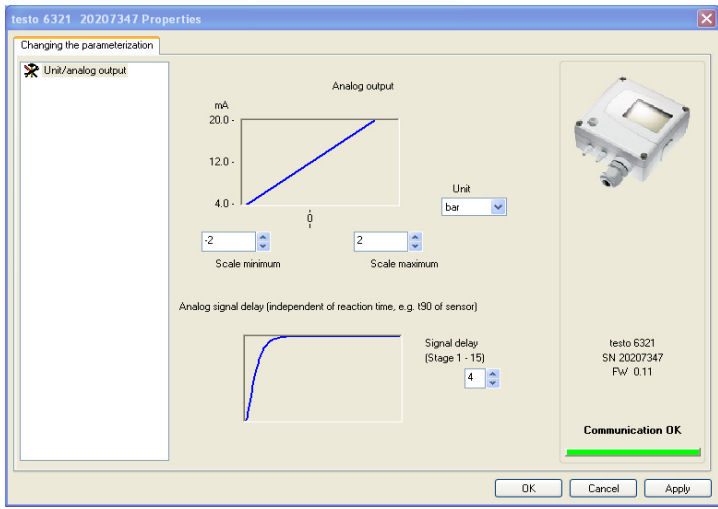 testo 6321 20207347 Properties
Changing the parameterization
Unit/analog output
Analog output
mA
20.0 -
12.0 -
4.0 -
0
Unit
bar
-2
2
Scale minimum
Scale maximum
Analog signal delay (independent of reaction time, e.g. t90 of sensor)
Signal delay
(Stage 1 - 15)
4
testo 6321
SN 20207347
FW 0.11
Communication OK
OK
Cancel
Apply